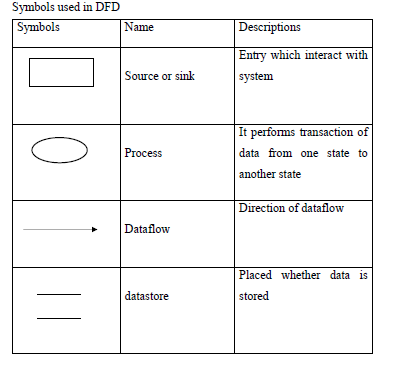 Symbols used in DFD
Symbols Name Descriptions
Source or sink
Entry which interact with
system
Process
It performs transaction of
data from one state to
another state
Dataflow
Direction of dataflow
datastore
Placed whether data is
stored